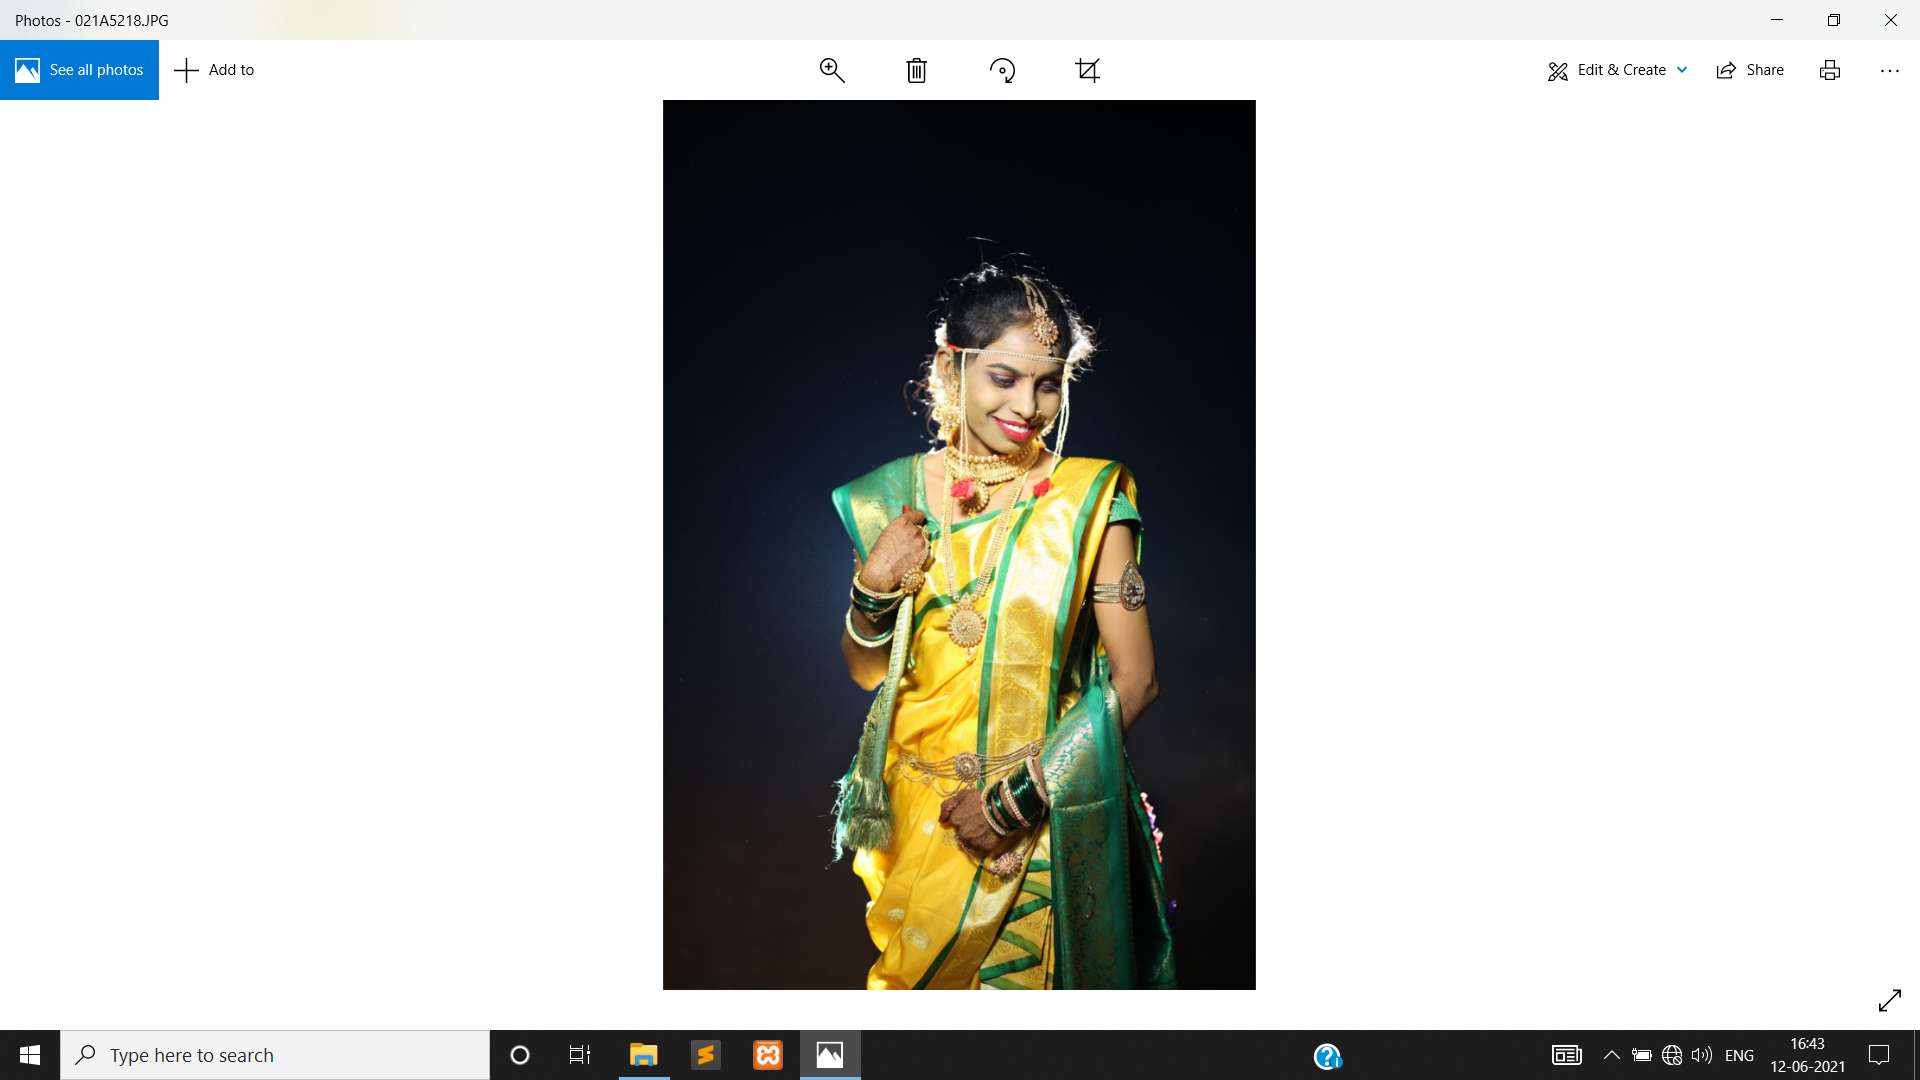 Photos - 021A5218.JPG
See all photos
Add to
Edit & Create
Share
Type here to search
ENG
16:43
12-06-2021